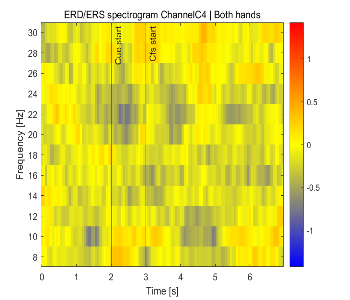 ERD/ERS spectrogram ChannelC4 | Both hands
Frequency [Hz]
30
28
26
24
22
20
18
16
14
12
10
8
Cue start
Cfs start
1
0.5
0
-0.5
-1
0 1 2 3 4 5 6
Time [s]